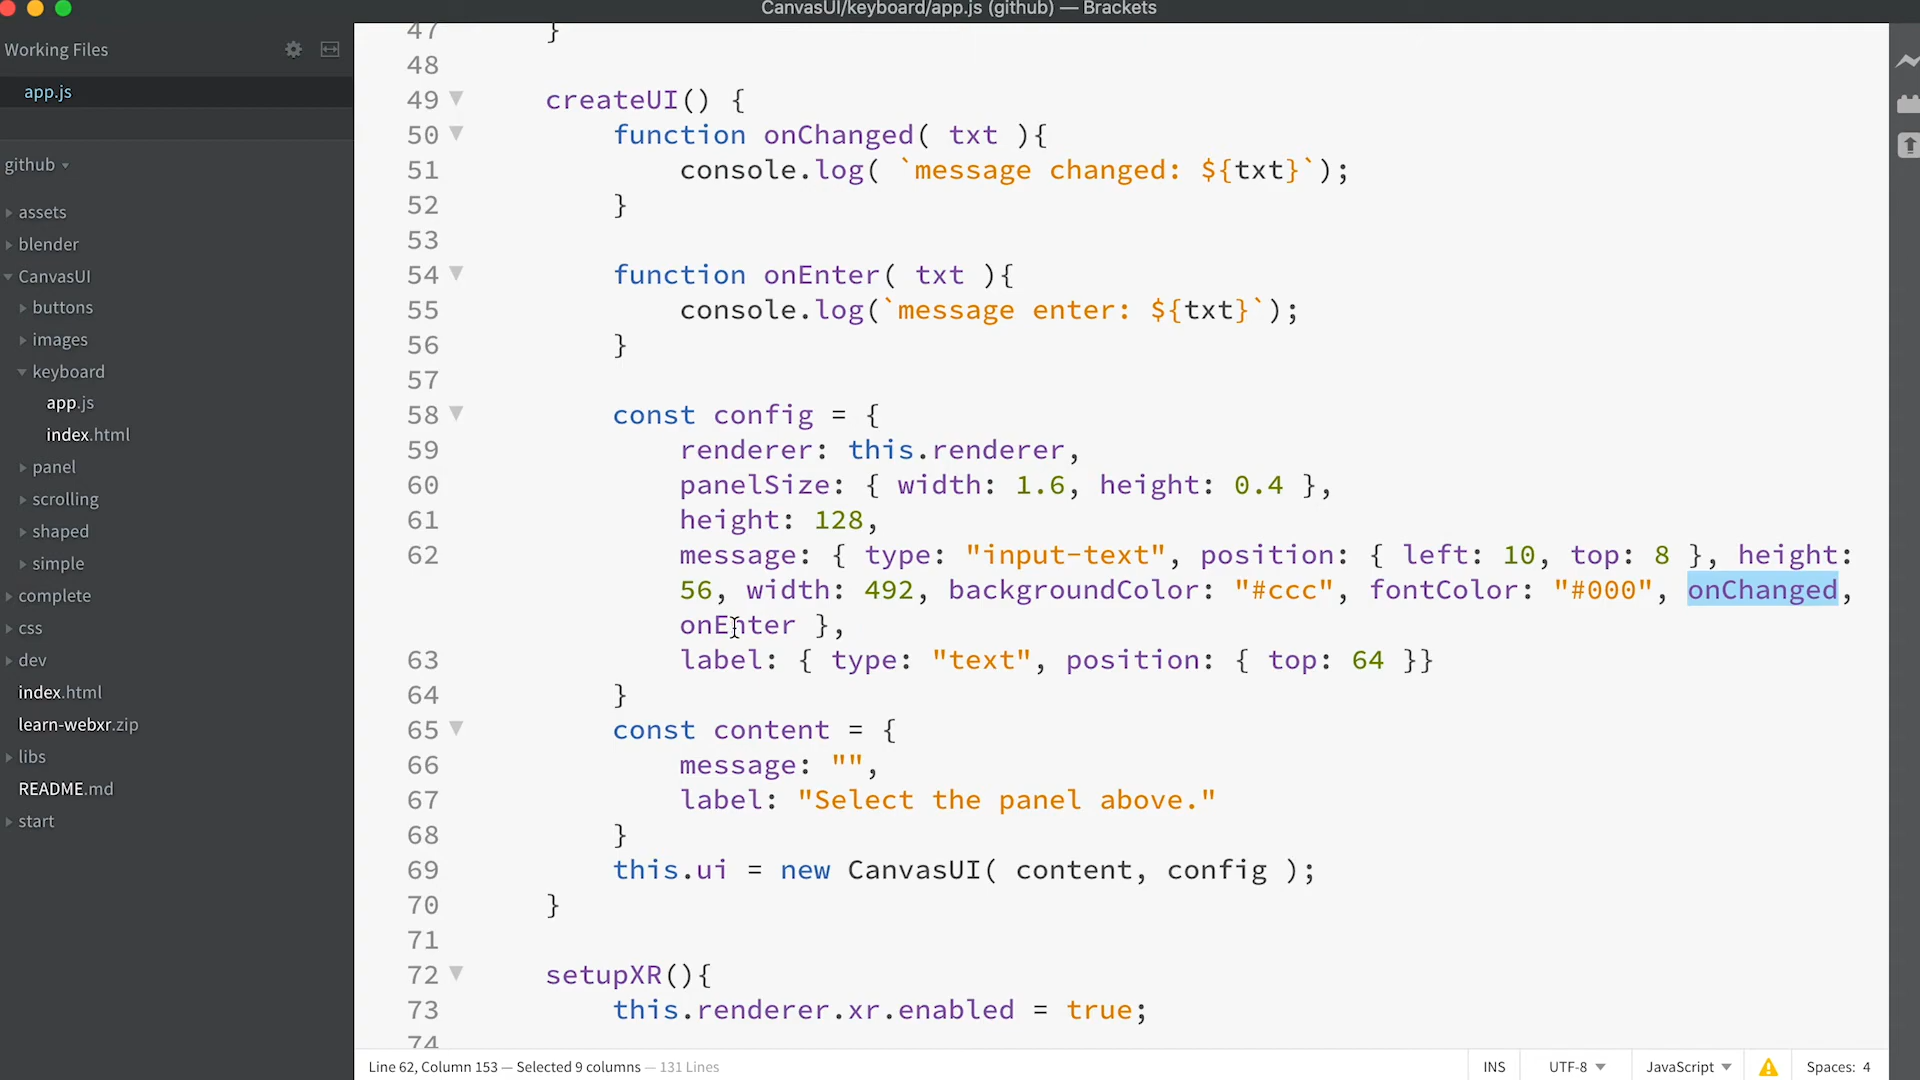 CanvasUI/keyboard/app.js (github) — Brackets
Working Files
app.js
github
assets
blender
CanvasUI
buttons
images
keyboard
app.js
index.html
panel
scrolling
shaped
simple
complete
css
dev
index.html
learn-webxr.zip
libs
README.md
start
47 }
48
49 createUI() {
50 function onChanged( txt ){
51 console.log( `message changed: ${txt}`);
52 }
53
54 function onEnter( txt ){
55 console.log(`message enter: ${txt}`);
56 }
57
58 const config = {
59 renderer: this.renderer,
60 panelSize: { width: 1.6, height: 0.4 },
61 height: 128,
62 message: { type: "input-text", position: { left: 10, top: 8 }, height:
56, width: 492, backgroundColor: "#ccc", fontColor: "#000", onChanged,
onEnter },
63 label: { type: "text", position: { top: 64 }}
64 }
65 const content = {
66 message: "",
67 label: "Select the panel above."
68 }
69 this.ui = new CanvasUI( content, config );
70 }
71
72 setupXR(){
73 this.renderer.xr.enabled = true;
74
Line 62, Column 153 — Selected 9 columns — 131 Lines
INS UTF-8 JavaScript Spaces: 4